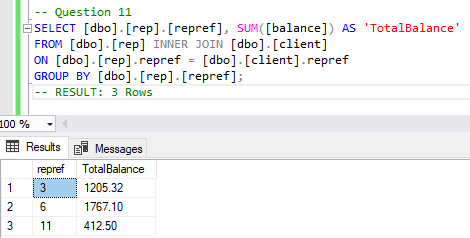 -- Question 11
SELECT [dbo].[rep].[repref], SUM([balance]) AS 'TotalBalance'
FROM [dbo].[rep] INNER JOIN [dbo].[client]
ON [dbo].[rep].repref = [dbo].[client].repref
GROUP BY [dbo].[rep].[repref];
-- RESULT: 3 Rows
100 %
Results Messages
repref TotalBalance
1 3 1205.32
2 6 1767.10
3 11 412.50